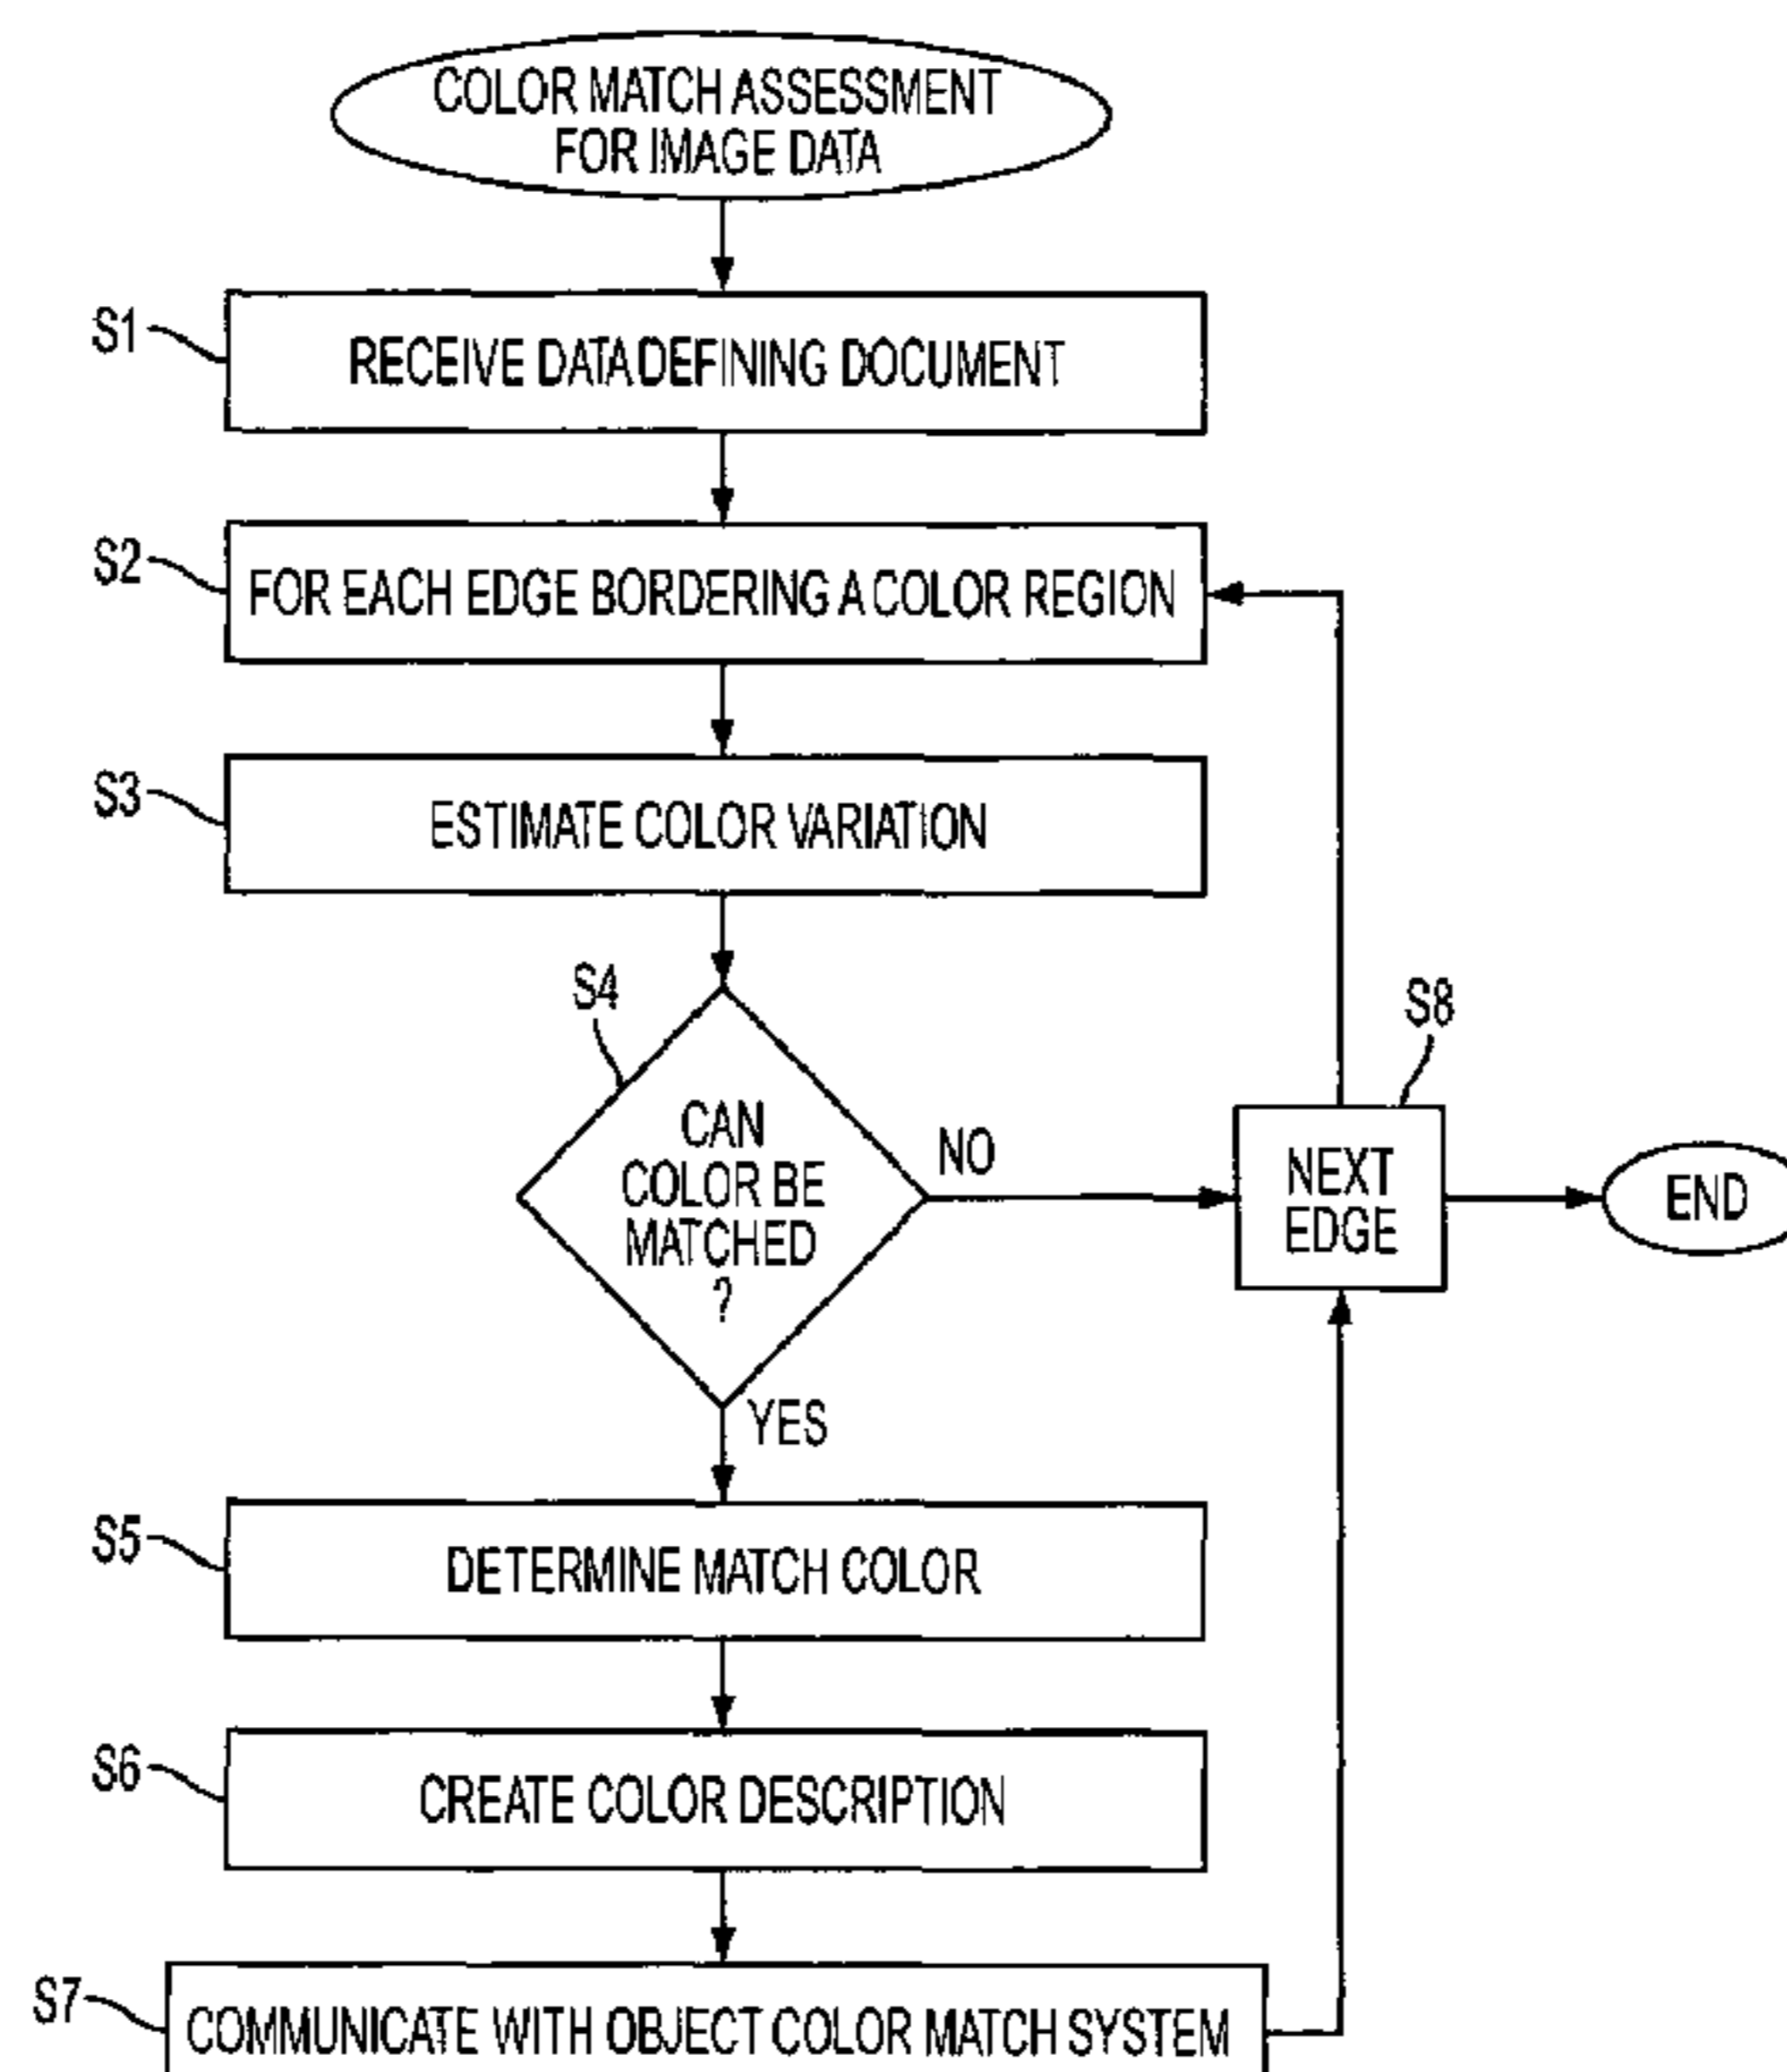 COLOR MATCH ASSESSMENT
FOR IMAGE DATA
S1
RECEIVE DATA DEFINING DOCUMENT
S2
FOR EACH EDGE BORDERING A COLOR REGION
S3
ESTIMATE COLOR VARIATION
S4
CAN
COLOR BE
MATCHED
?
NO
S8
NEXT
EDGE
END
YES
S5
DETERMINE MATCH COLOR
S6
CREATE COLOR DESCRIPTION
S7
COMMUNICATE WITH OBJECT COLOR MATCH SYSTEM